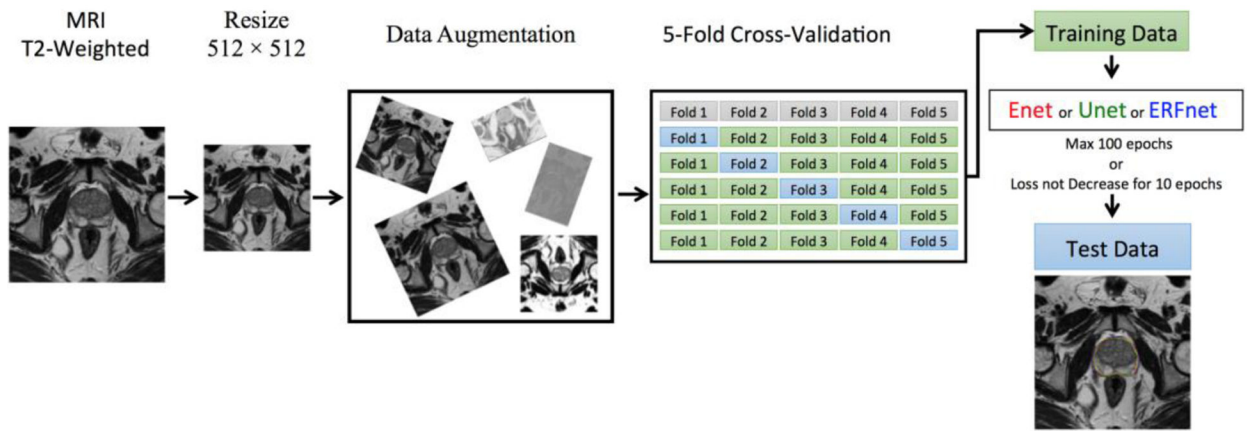 MRI
T2-Weighted
Resize
512 × 512
Data Augmentation
5-Fold Cross-Validation
Fold 1 Fold 2 Fold 3 Fold 4 Fold 5
Fold 1 Fold 2 Fold 3 Fold 4 Fold 5
Fold 1 Fold 2 Fold 3 Fold 4 Fold 5
Fold 1 Fold 2 Fold 3 Fold 4 Fold 5
Fold 1 Fold 2 Fold 3 Fold 4 Fold 5
Fold 1 Fold 2 Fold 3 Fold 4 Fold 5
Training Data
Enet or Unet or ERFnet
Max 100 epochs
or
Loss not Decrease for 10 epochs
Test Data